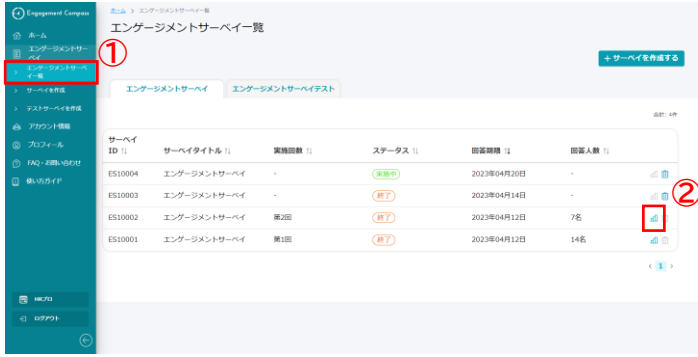 Engagement Compass
ホーム
エンゲージメントサーベイ
エンゲージメントサーベイ一覧
サーベイを作成
テストサーベイを作成
アカウント情報
プロフィール
FAQ・お問い合わせ
使い方ガイド
HRプロ
ログアウト
①
ホーム > エンゲージメントサーベイ一覧
エンゲージメントサーベイ一覧
+ サーベイを作成する
エンゲージメントサーベイ エンゲージメントサーベイテスト
合計: 4件
サーベイID サーベイタイトル 実施回数 ステータス 回答期限 回答人数
ES10004 エンゲージメントサーベイ - 実施中 2023年04月20日 -
ES10003 エンゲージメントサーベイ - 終了 2023年04月14日 -
②
ES10002 エンゲージメントサーベイ 第2回 終了 2023年04月12日 7名
ES10001 エンゲージメントサーベイ 第1回 終了 2023年04月12日 14名
< 1 >